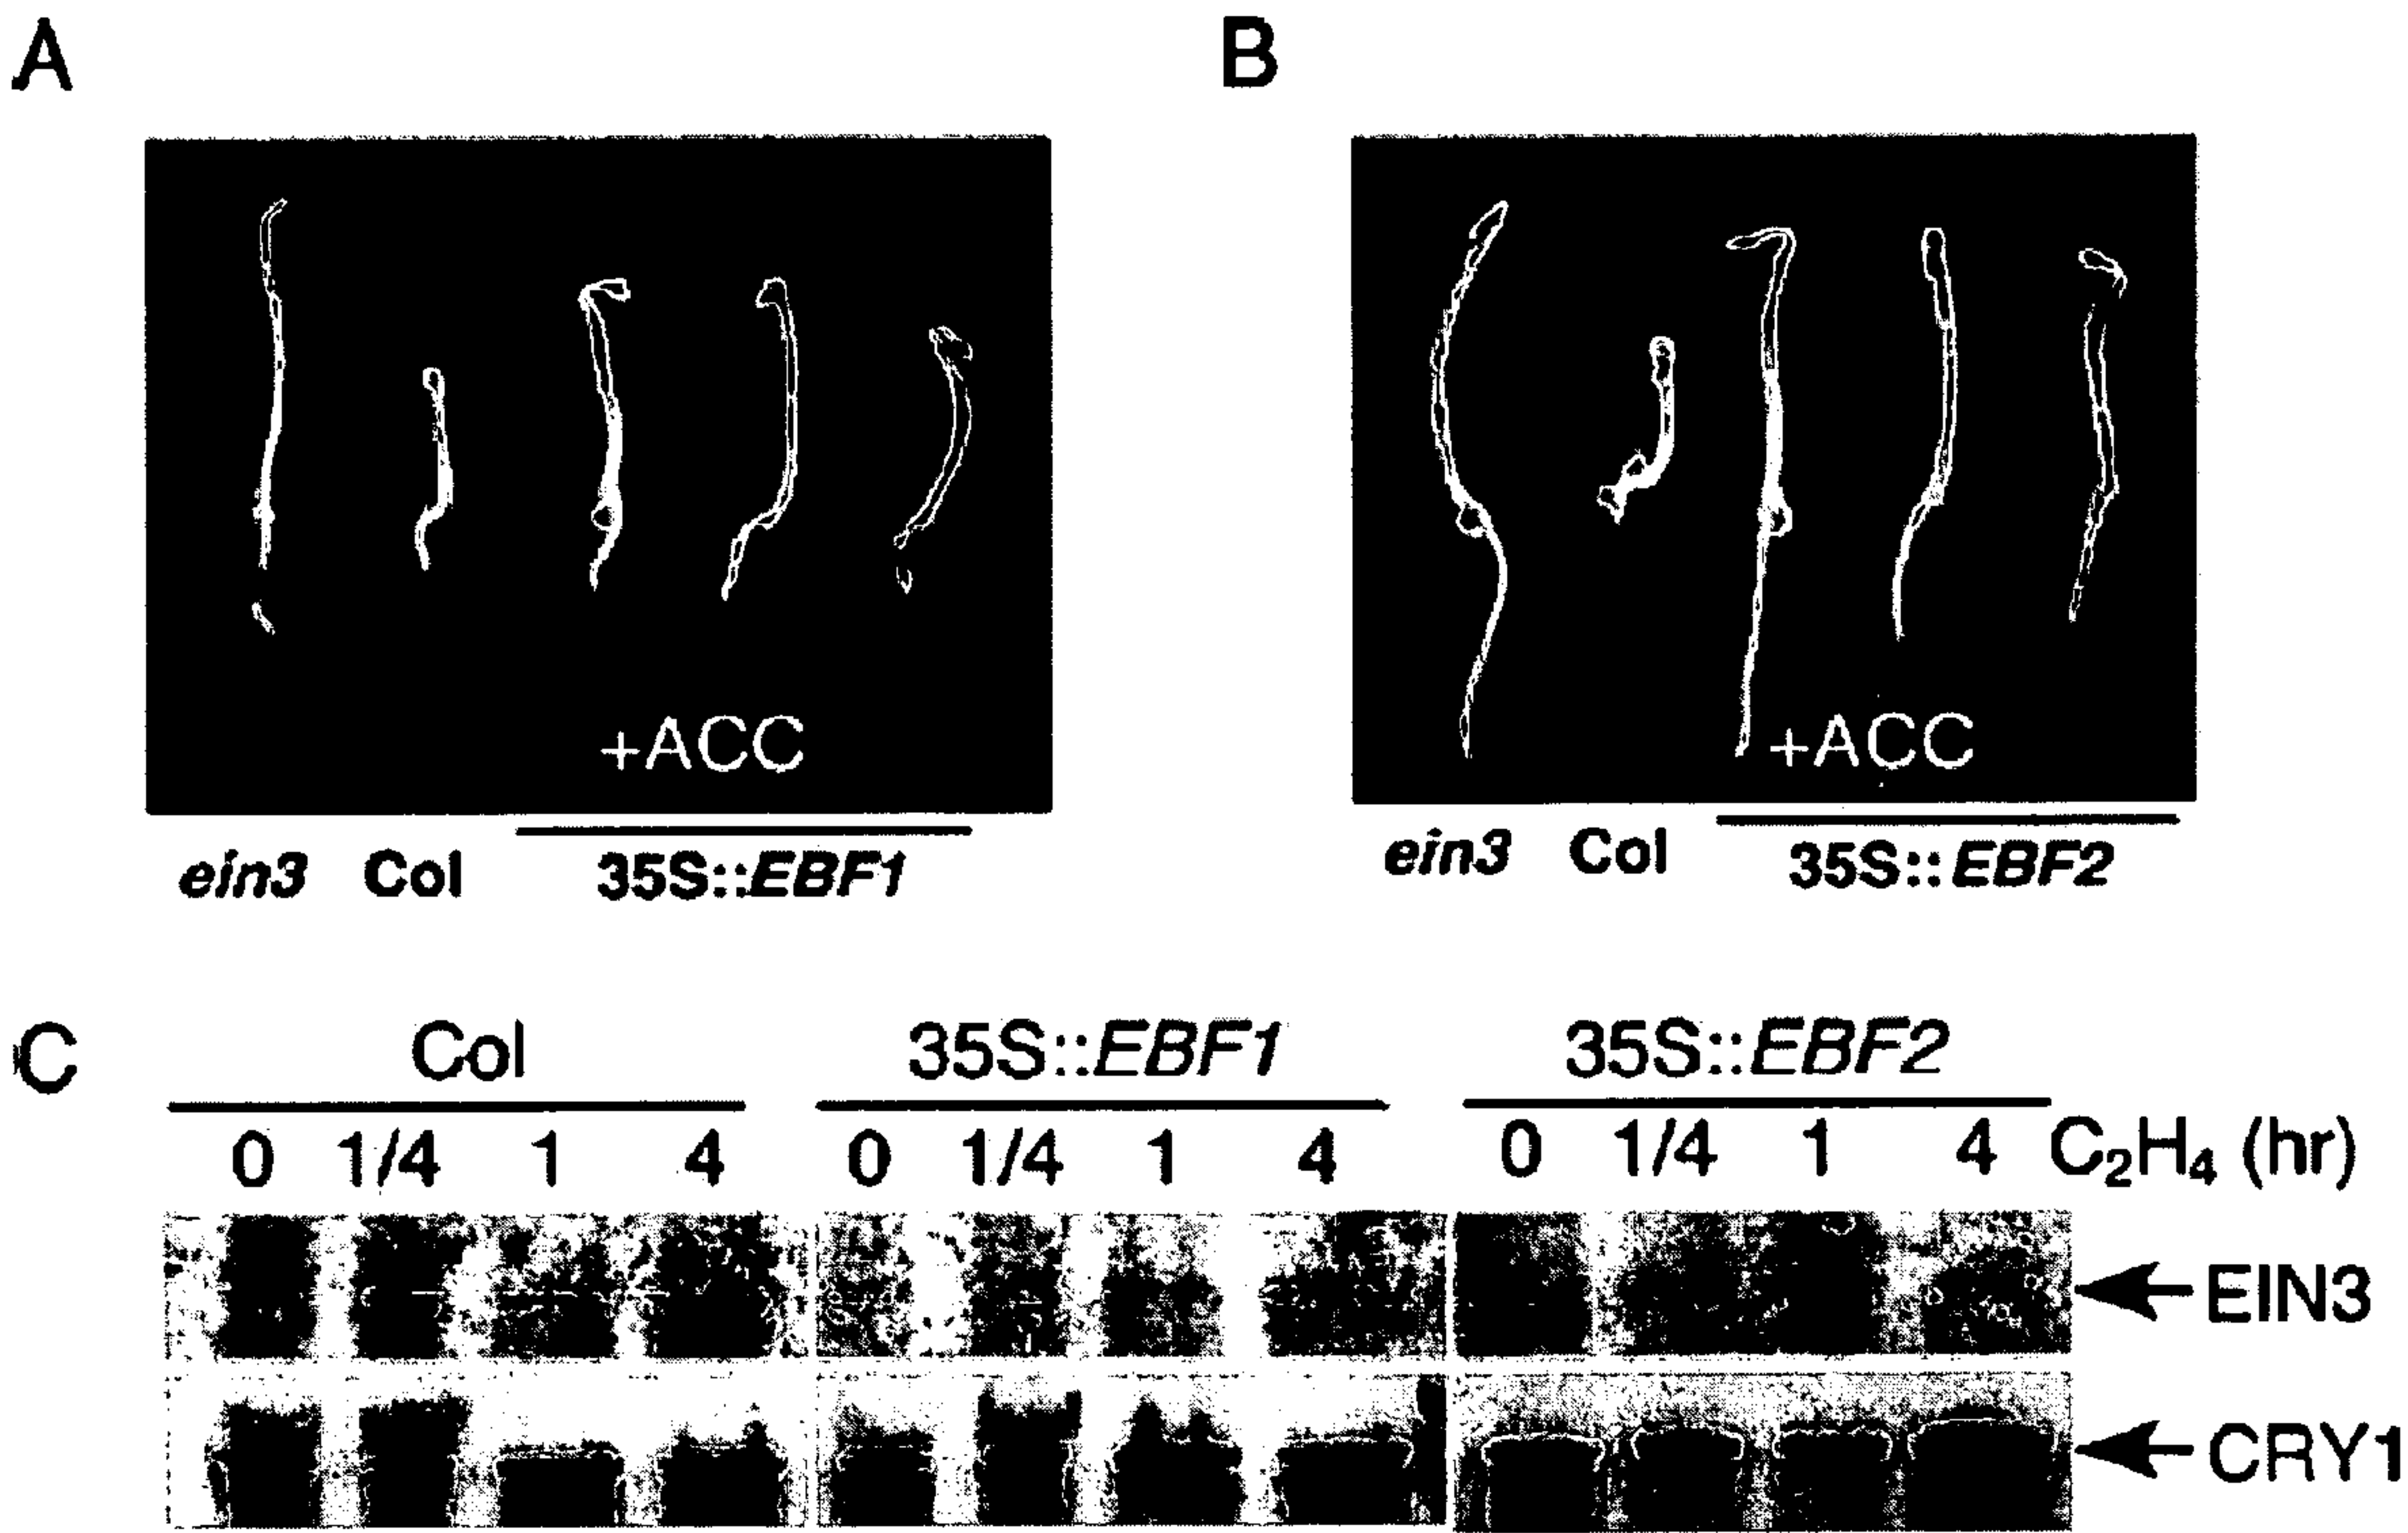 A
B
+ACC
+ACC
ein3 Col 35S::EBF1
ein3 Col 35S::EBF2
C
Col 35S::EBF1 35S::EBF2
0 1/4 1 4 0 1/4 1 4 0 1/4 1 4 C₂H₄ (hr)
EIN3
CRY1